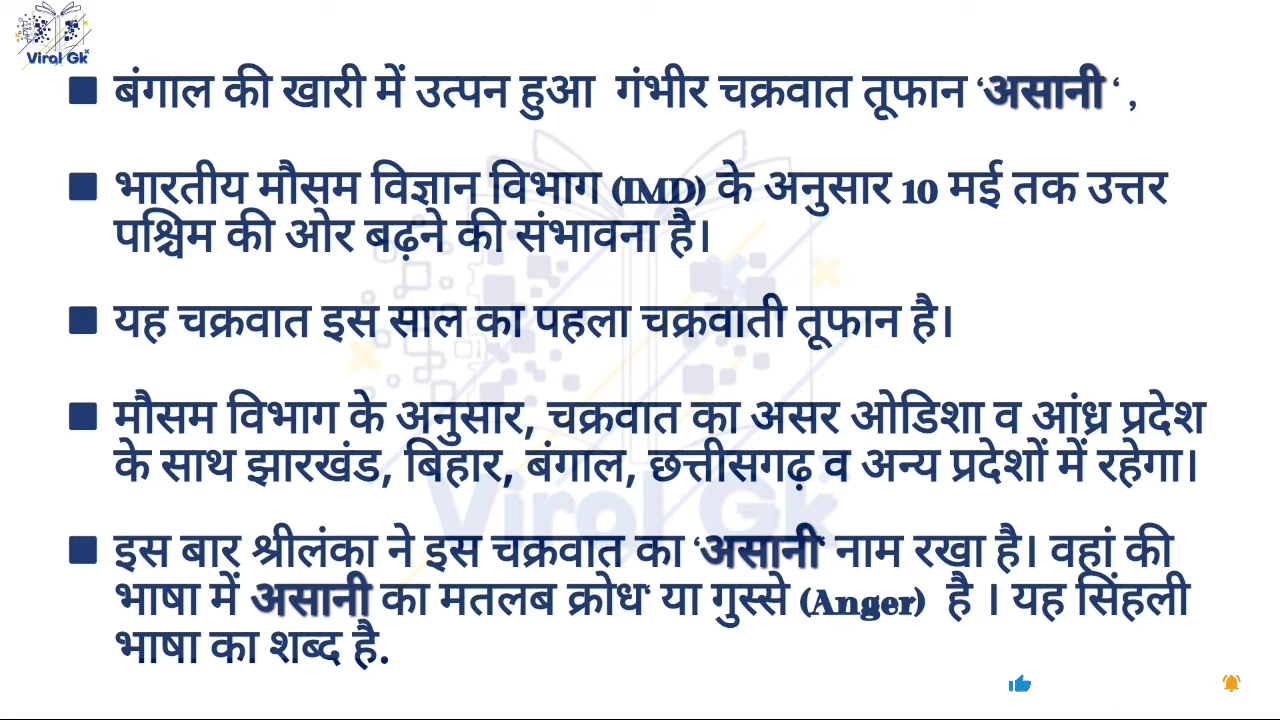 Viral Gk
बंगाल की खारी में उत्पन हुआ गंभीर चक्रवात तूफान ‘असानी ‘ ,
भारतीय मौसम विज्ञान विभाग (IMD) के अनुसार 10 मई तक उत्तर
पश्चिम की ओर बढ़ने की संभावना है।
यह चक्रवात इस साल का पहला चक्रवाती तूफान है।
मौसम विभाग के अनुसार, चक्रवात का असर ओडिशा व आंध्र प्रदेश
के साथ झारखंड, बिहार, बंगाल, छत्तीसगढ़ व अन्य प्रदेशों में रहेगा।
Viral Gk
इस बार श्रीलंका ने इस चक्रवात का ‘असानी‘ नाम रखा है। वहां की
भाषा में असानी का मतलब क्रोध‘ या गुस्से (Anger) है । यह सिंहली
भाषा का शब्द है.